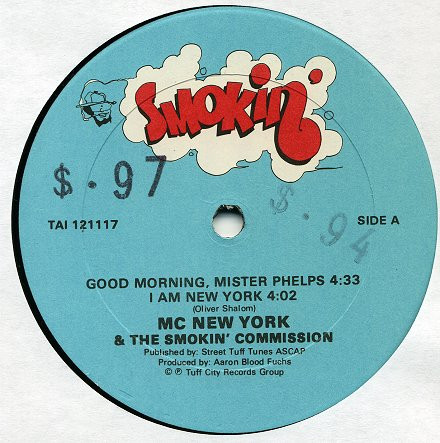 SMOKIN'
$.97
$.94
TAI 121117
SIDE A
GOOD MORNING, MISTER PHELPS 4:33
I AM NEW YORK 4:02
(Oliver Shalom)
MC NEW YORK
& THE SMOKIN' COMMISSION
Published by: Street Tuff Tunes ASCAP
Produced by: Aaron Blood Fuchs
© ℗ Tuff City Records Group